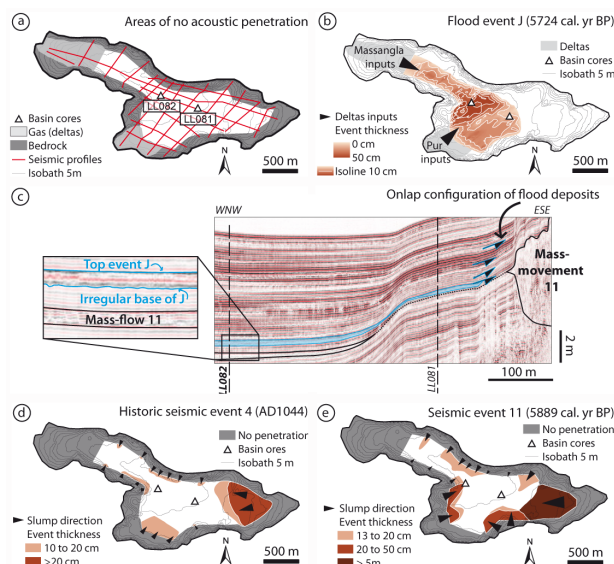 a
Areas of no acoustic penetration
LL082
LL081
Basin cores
Gas (deltas)
Bedrock
Seismic profiles
Isobath 5m
N
500 m
b
Flood event J (5724 cal. yr BP)
Massangla
inputs
Deltas
Basin cores
Isobath 5 m
Deltas inputs
Event thickness
0 cm
50 cm
Isoline 10 cm
Pur
inputs
N
500 m
c
Onlap configuration of flood deposits
WNW
ESE
Top event J
Irregular base of J
Mass-flow 11
Mass-
movement
11
2 m
LL082
LL081
100 m
d
Historic seismic event 4 (AD1044)
No penetration
Basin ores
Isobath 5 m
Slump direction
Event thickness
10 to 20 cm
>20 cm
N
500 m
e
Seismic event 11 (5889 cal. yr BP)
No penetration
Basin cores
Isobath 5 m
Slump direction
Event thickness
13 to 20 cm
20 to 50 cm
> 5m
N
500 m